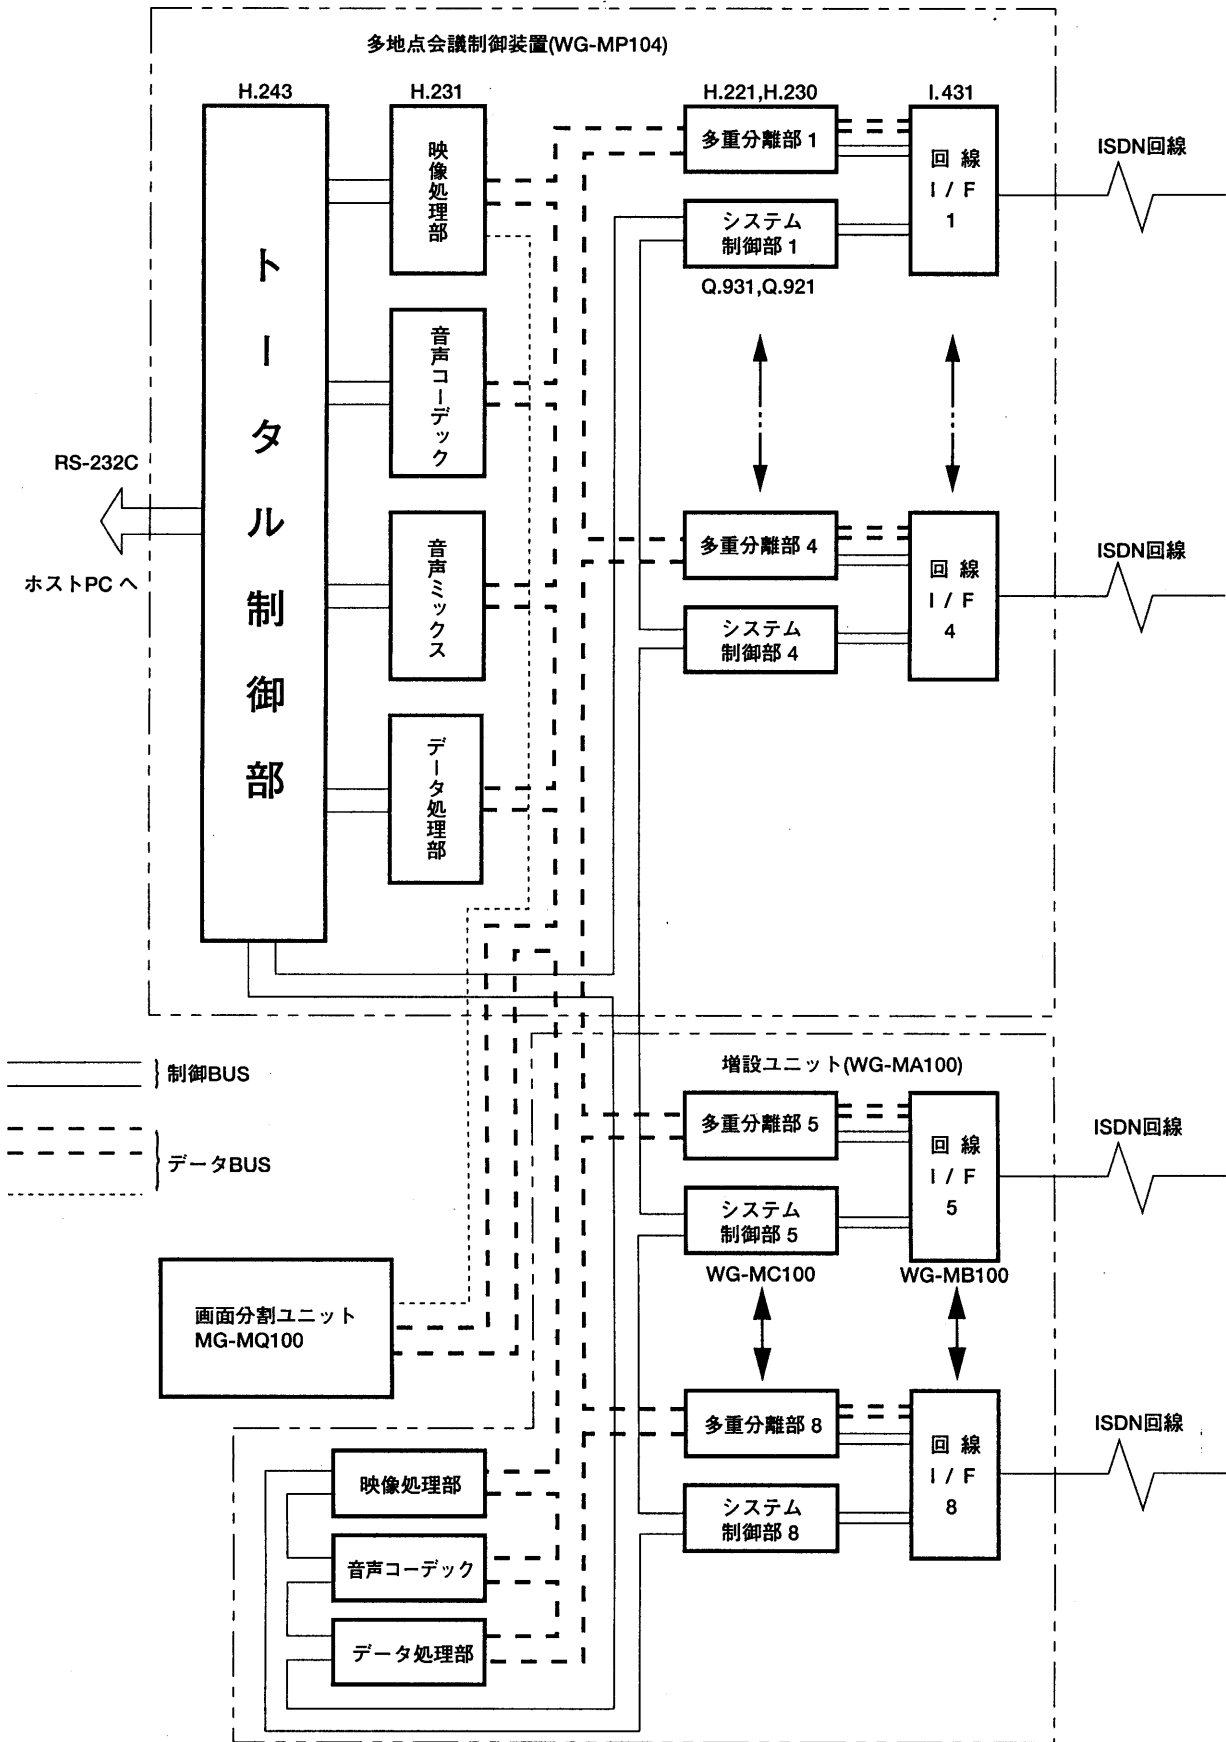 多地点会議制御装置(WG-MP104)
H.243
H.231
H.221,H.230
I.431
トータル制御部
映像処理部
音声コーデック
音声ミックス
データ処理部
多重分離部 1
システム
制御部 1
Q.931,Q.921
回 線
I / F
1
ISDN回線
RS-232C
ホストPC へ
多重分離部 4
システム
制御部 4
回 線
I / F
4
ISDN回線
制御BUS
データBUS
増設ユニット(WG-MA100)
多重分離部 5
システム
制御部 5
WG-MC100
回 線
I / F
5
WG-MB100
ISDN回線
画面分割ユニット
MG-MQ100
多重分離部 8
システム
制御部 8
回 線
I / F
8
ISDN回線
映像処理部
音声コーデック
データ処理部